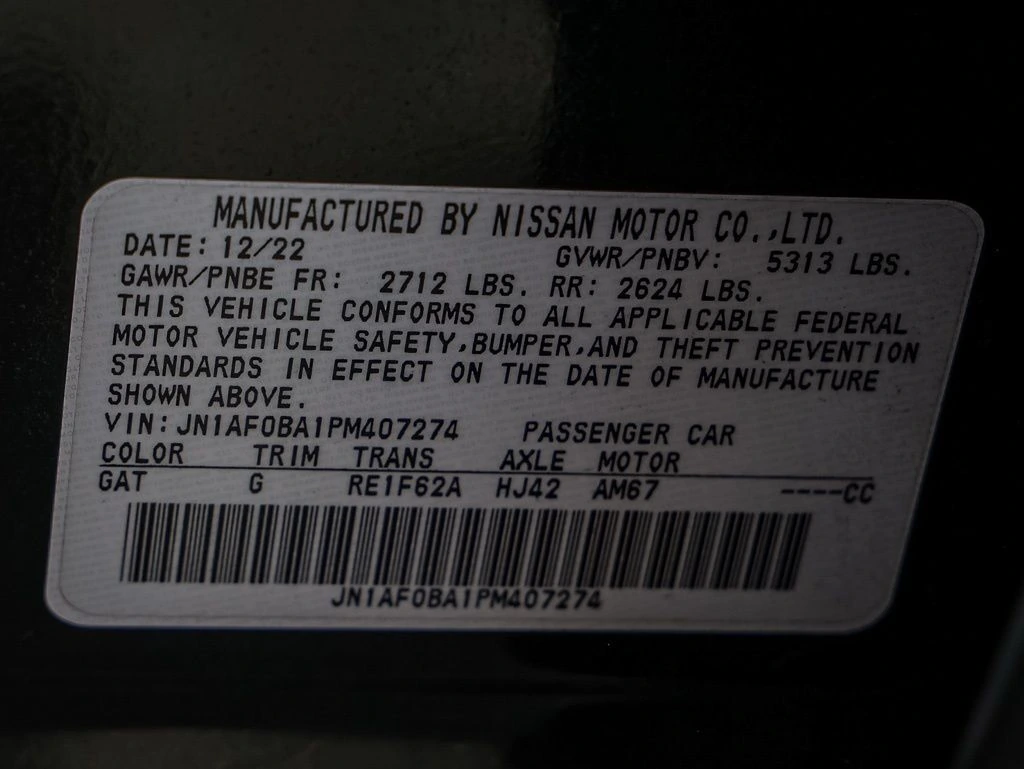 MANUFACTURED BY NISSAN MOTOR CO.,LTD.
DATE: 12/22 GVWR/PNBV: 5313 LBS.
GAWR/PNBE FR: 2712 LBS. RR: 2624 LBS.
THIS VEHICLE CONFORMS TO ALL APPLICABLE FEDERAL
MOTOR VEHICLE SAFETY,BUMPER,AND THEFT PREVENTION
STANDARDS IN EFFECT ON THE DATE OF MANUFACTURE
SHOWN ABOVE.
VIN:JN1AF0BA1PM407274 PASSENGER CAR
COLOR TRIM TRANS AXLE MOTOR
GAT G RE1F62A HJ42 AM67 ----CC
JN1AF0BA1PM407274